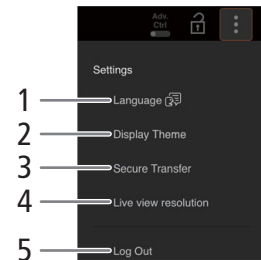 Adv.
Ctrl
Settings
1 Language
2 Display Theme
3 Secure Transfer
4 Live view resolution
5 Log Out